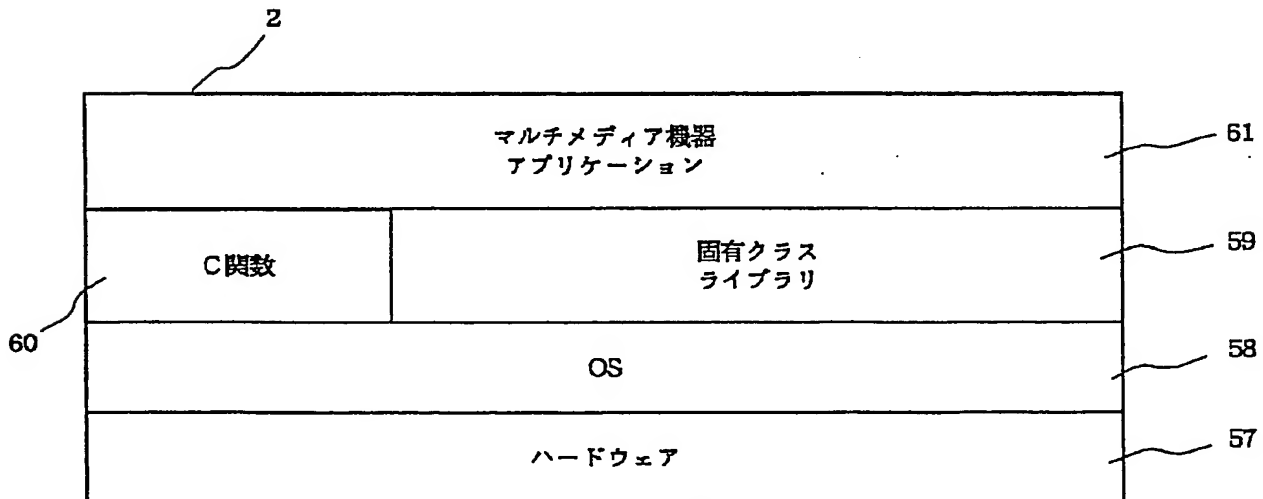 2
マルチメディア機器
アプリケーション
61
C関数
固有クラス
ライブラリ
59
60
OS
58
ハードウェア
57